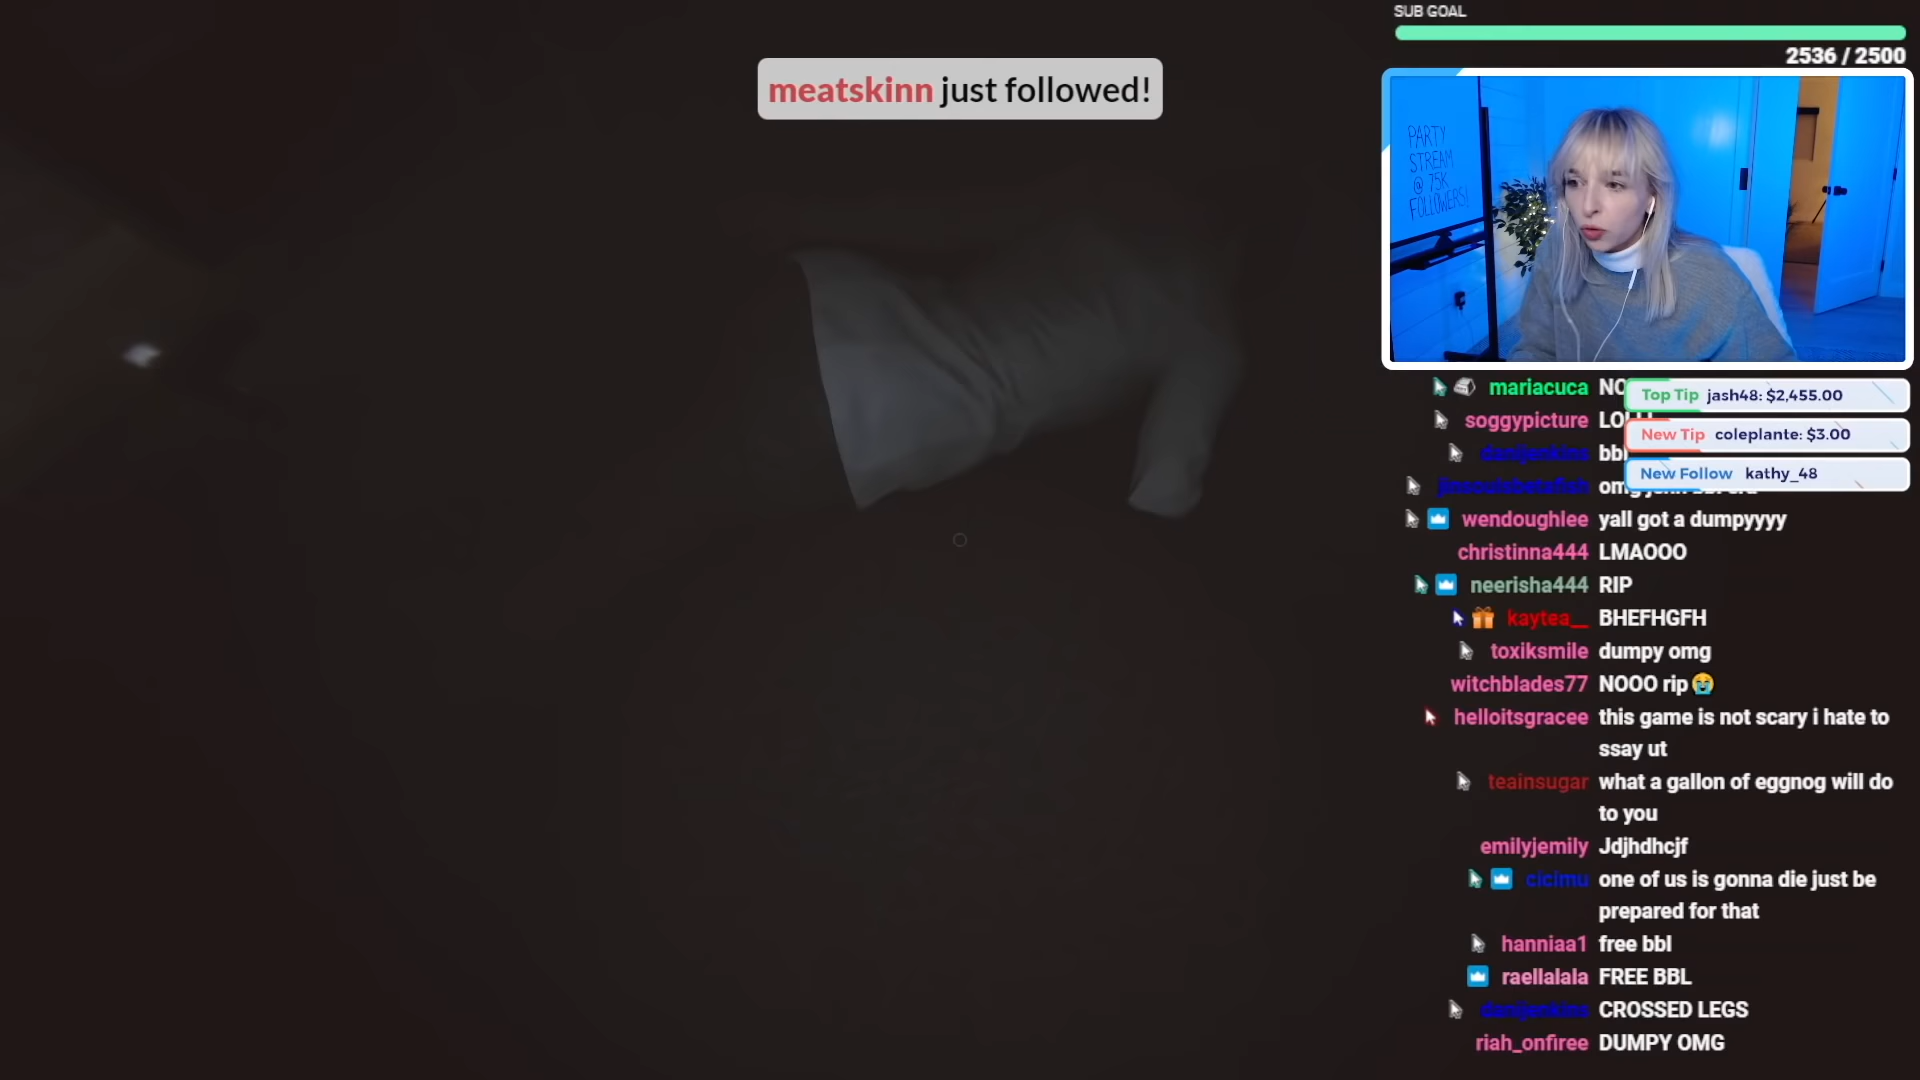 SUB GOAL
2536 / 2500
meatskinn just followed!
PARTY
STREAM
@ 75K
FOLLOWERS!
mariacuca NO
Top Tip jash48: $2,455.00
soggypicture
New Tip coleplante: $3.00
danijenkins
New Follow kathy_48
wendoughlee yall got a dumpyyyy
christinna444 LMAOOO
neerisha444 RIP
kaytea__ BHEFHGFH
toxiksmile dumpy omg
witchblades77 NOOO rip😭
helloitsgracee this game is not scary i hate to
ssay ut
teainsugar what a gallon of eggnog will do
to you
emilyjemily Jdjhdhcjf
cicimu one of us is gonna die just be
prepared for that
hanniaa1 free bbl
raellalala FREE BBL
danijenkins CROSSED LEGS
riah_onfiree DUMPY OMG